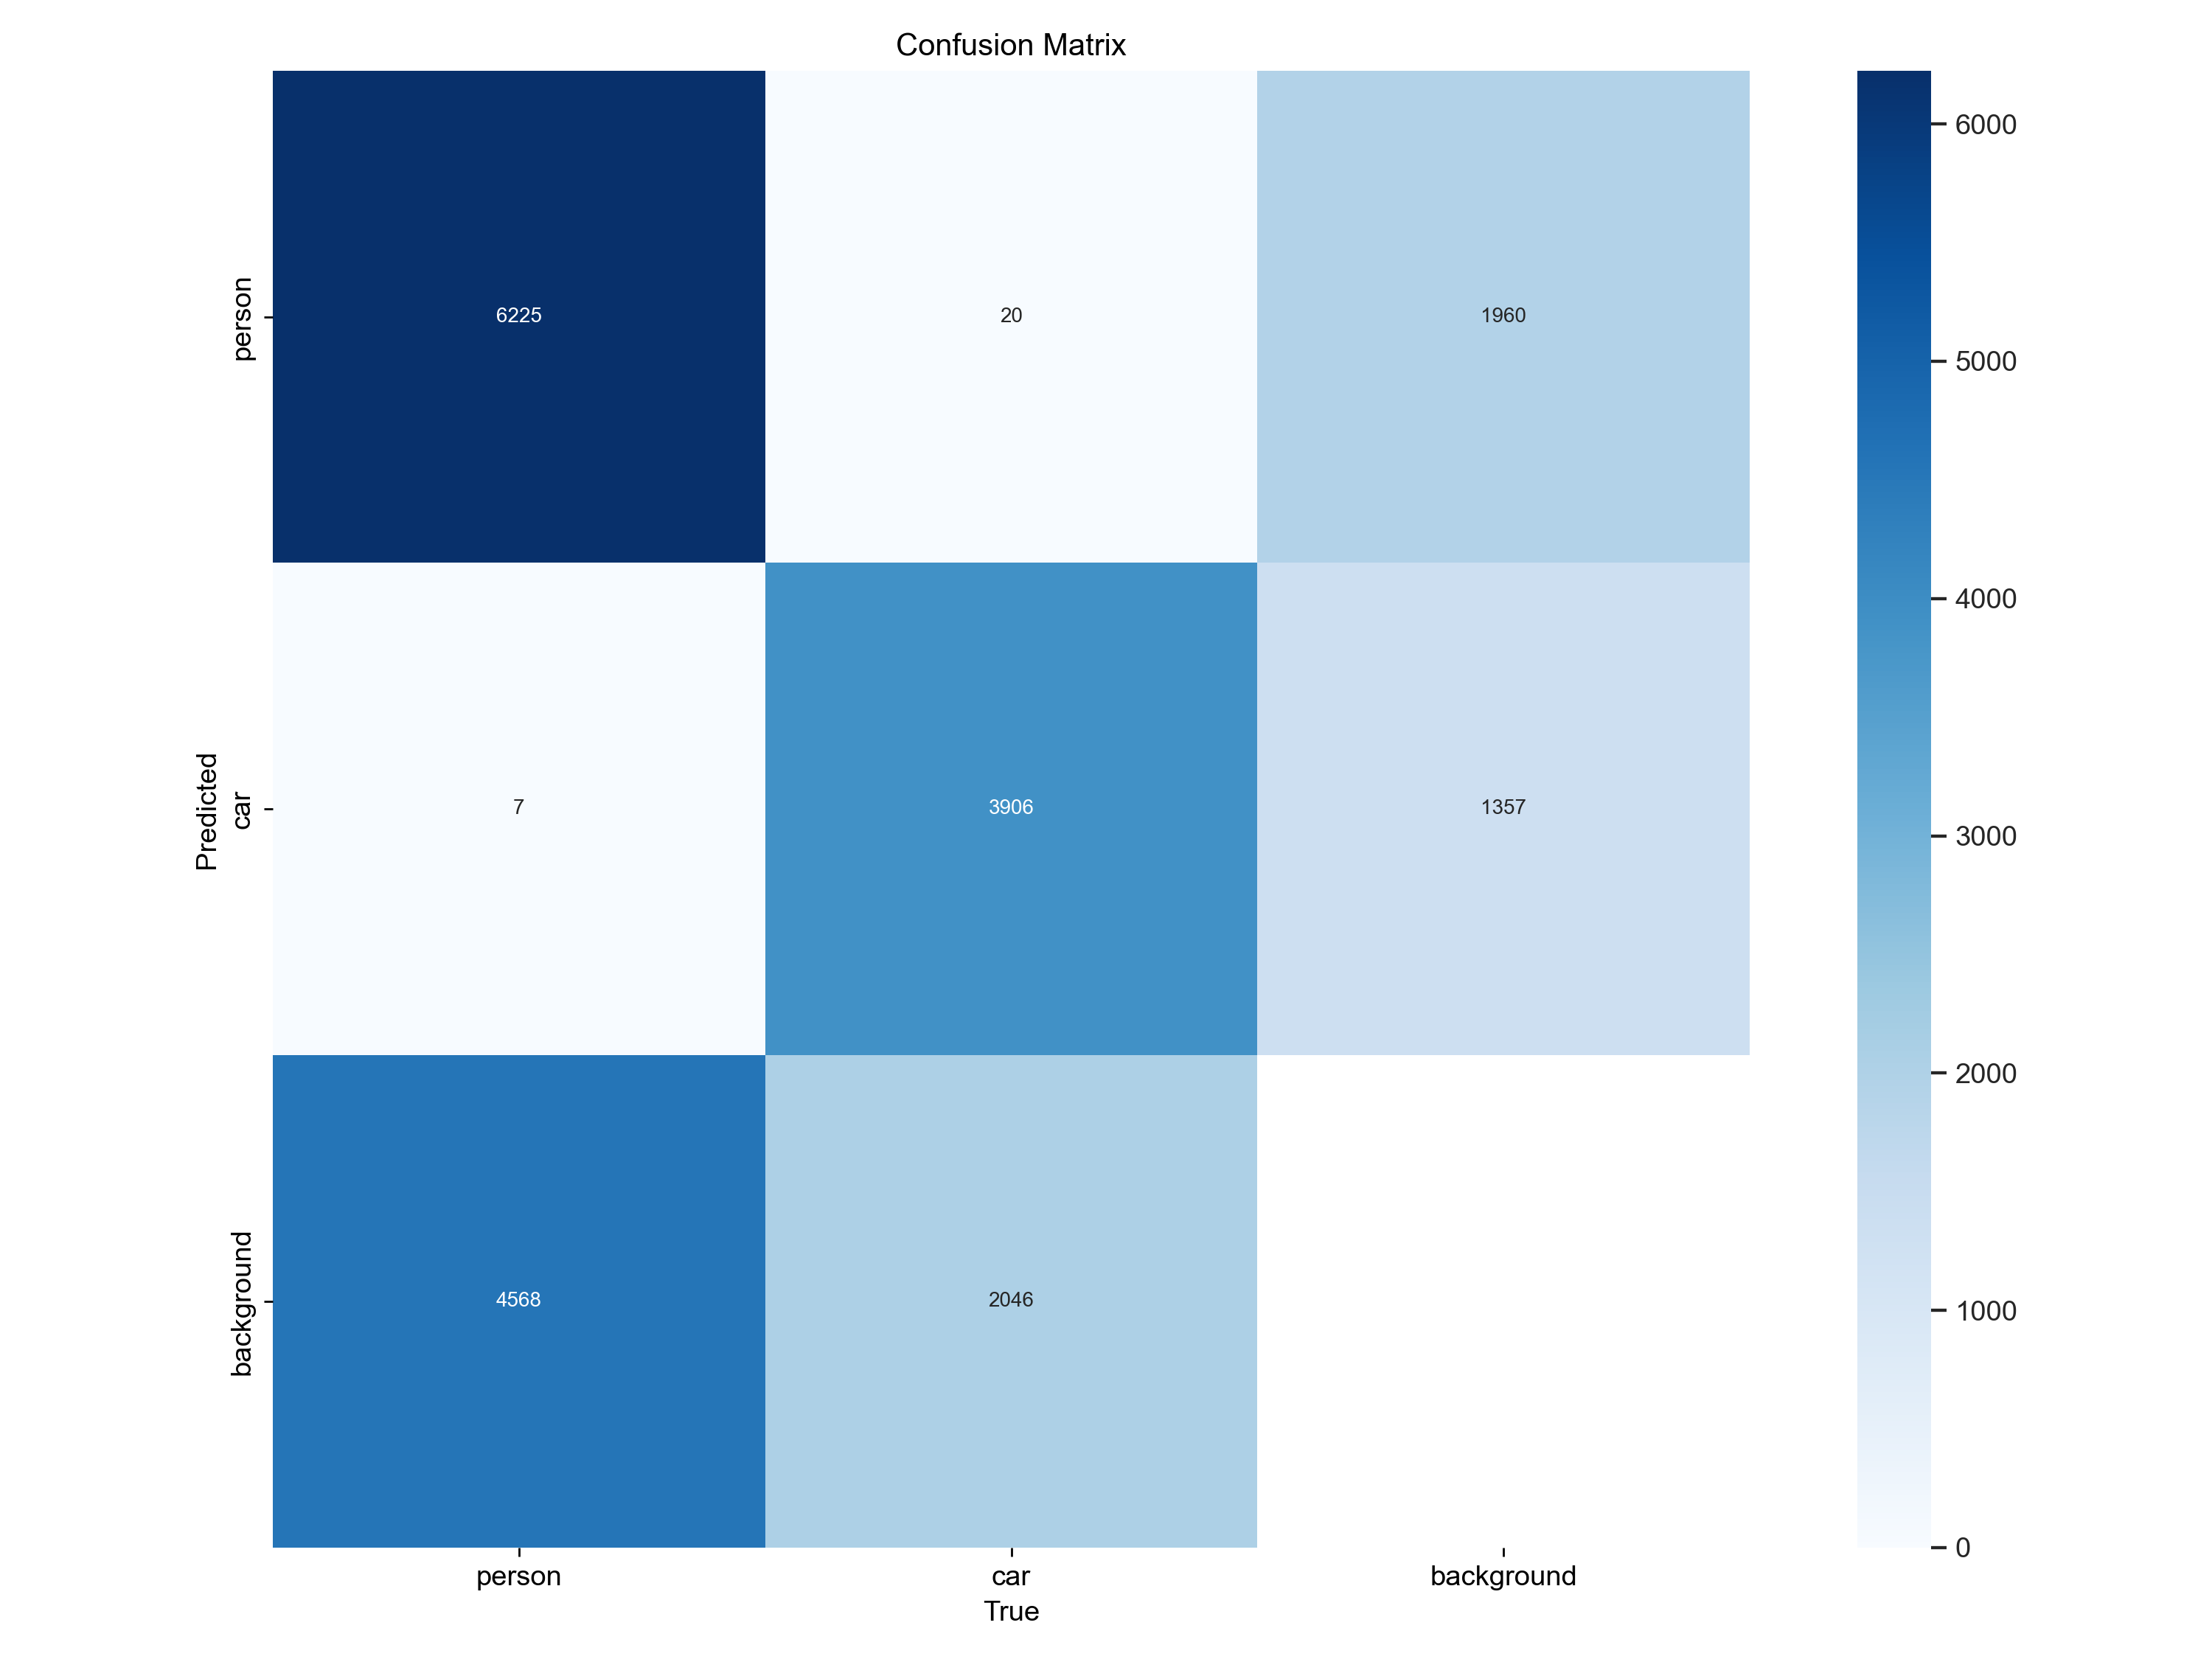 Confusion Matrix
person
6225
20
1960
Predicted
car
7
3906
1357
background
4568
2046
person
car
background
True
6000
5000
4000
3000
2000
1000
0